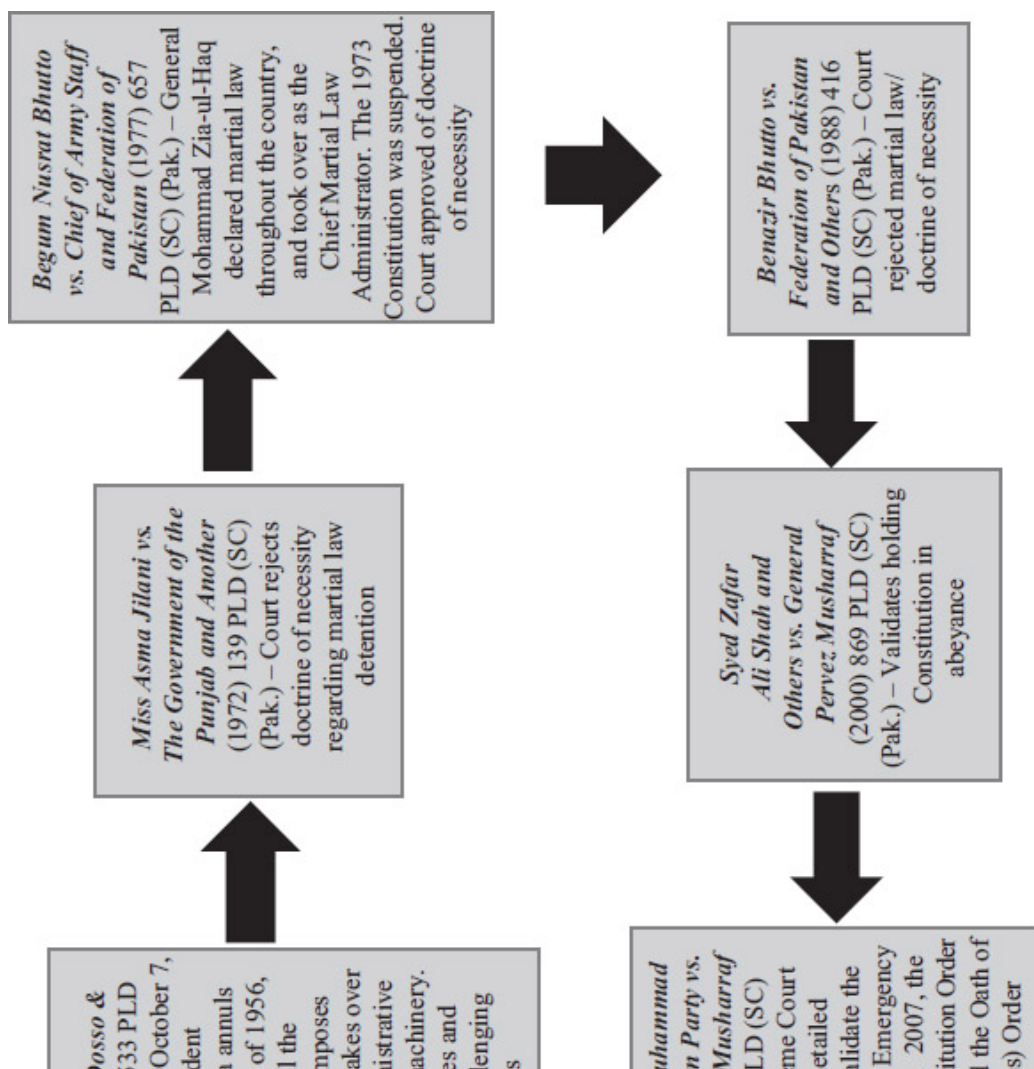 Dosso &
533 PLD
October 7,
dent
annuls
of 1956,
the
mposes
akes over
istrative
achinery.
es and
lenging
s
Miss Asma Jilani vs.
The Government of the
Punjab and Another
(1972) 139 PLD (SC)
(Pak.) – Court rejects
doctrine of necessity
regarding martial law
detention
Begum Nusrat Bhutto
vs. Chief of Army Staff
and Federation of
Pakistan (1977) 657
PLD (SC) (Pak.) – General
Mohammad Zia-ul-Haq
declared martial law
throughout the country,
and took over as the
Chief Martial Law
Administrator. The 1973
Constitution was suspended.
Court approved of doctrine
of necessity
Benazir Bhutto vs.
Federation of Pakistan
and Others (1988) 416
PLD (SC) (Pak.) – Court
rejected martial law/
doctrine of necessity
Syed Zafar
Ali Shah and
Others vs. General
Pervez Musharraf
(2000) 869 PLD (SC)
(Pak.) – Validates holding
Constitution in
abeyance
uhammad
n Party vs.
Musharraf
LD (SC)
eme Court
etailed
lidate the
Emergency
2007, the
itution Order
d the Oath of
s) Order